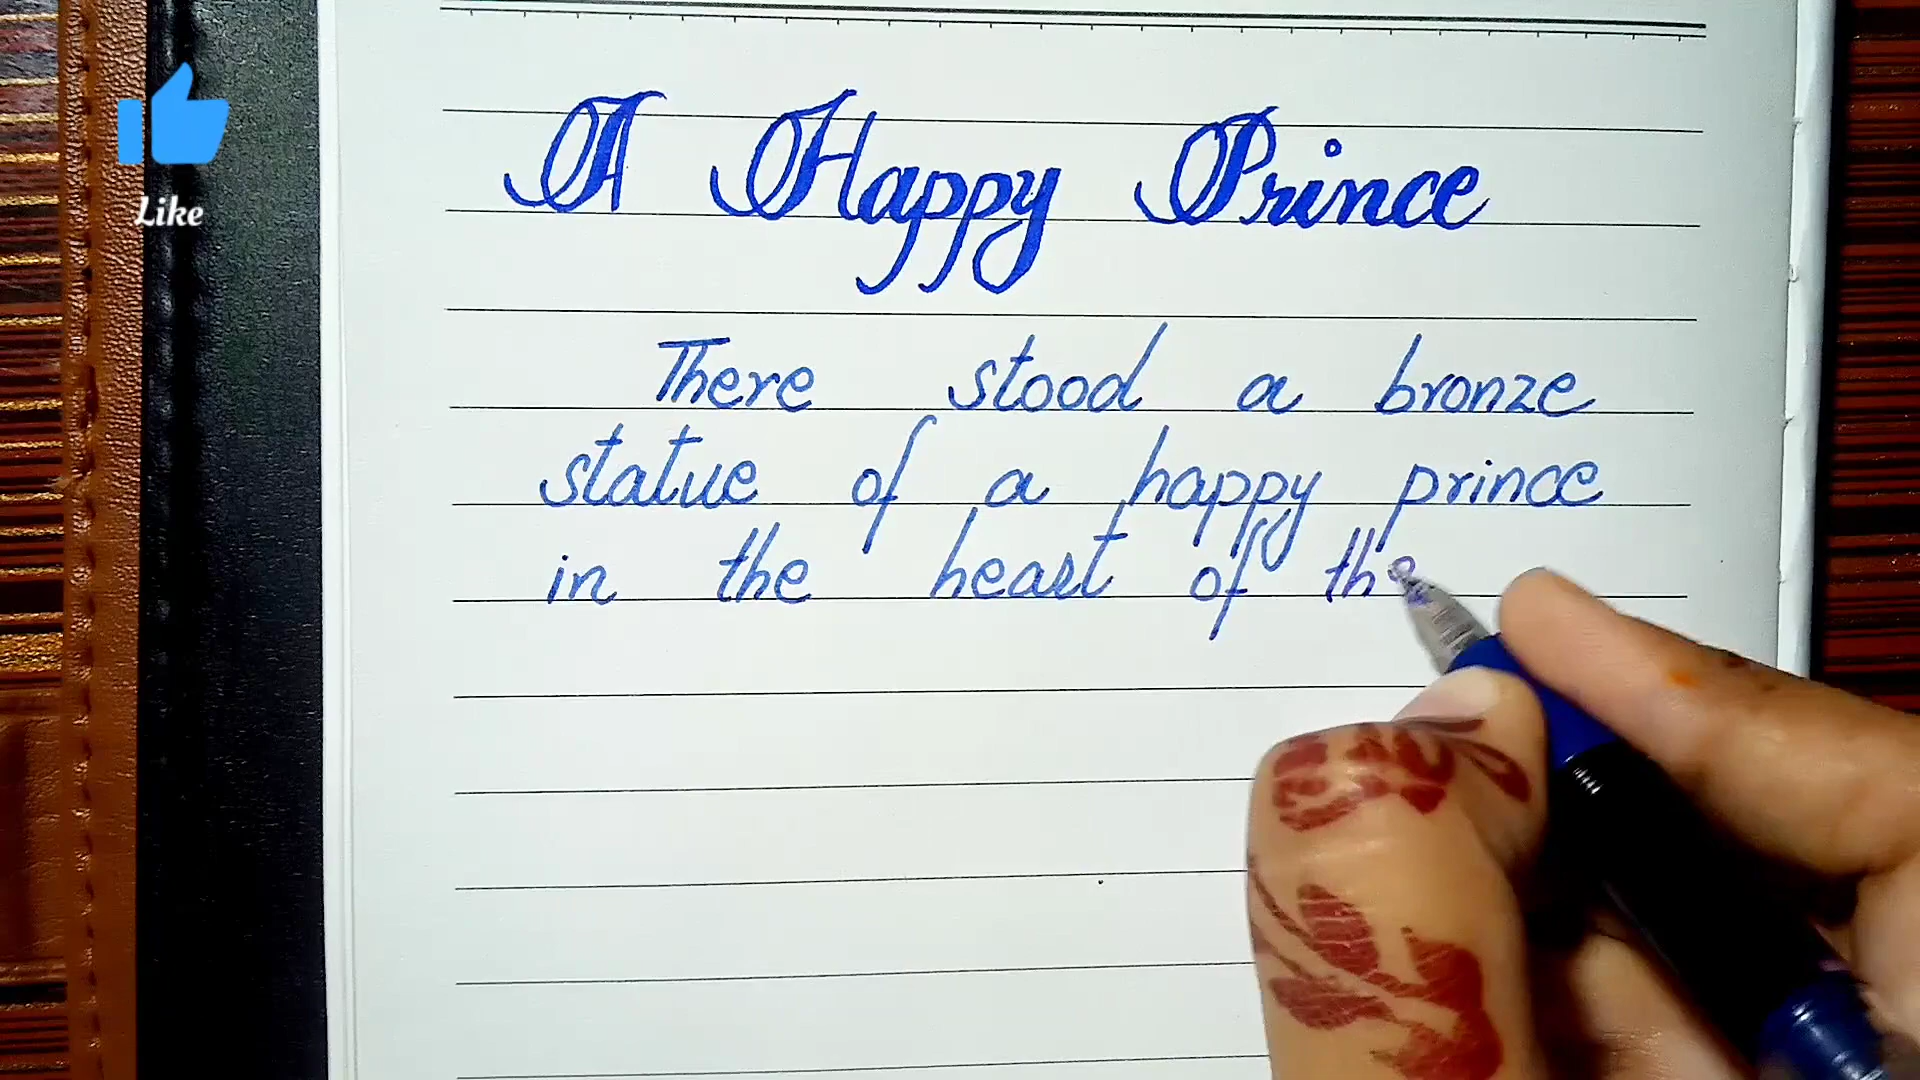 Like
A Happy Prince
There stood a bronze
statue of a happy prince
in the heart of the